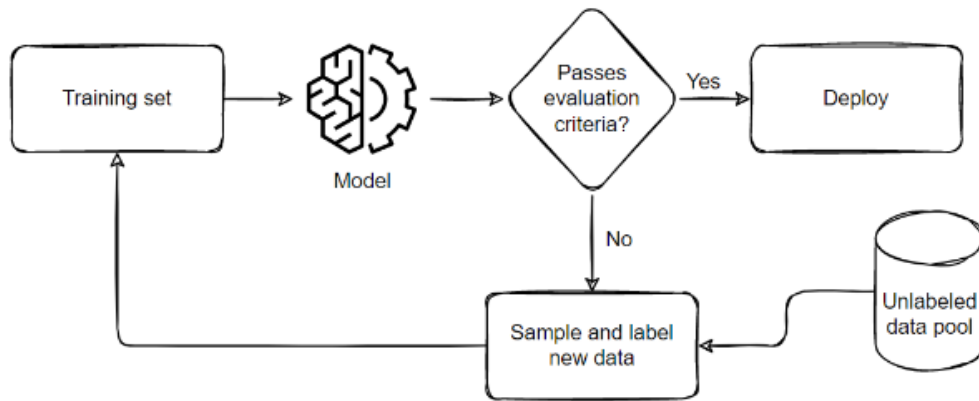 Training set
Model
Passes
evaluation
criteria?
Yes
Deploy
No
Sample and label
new data
Unlabeled
data pool